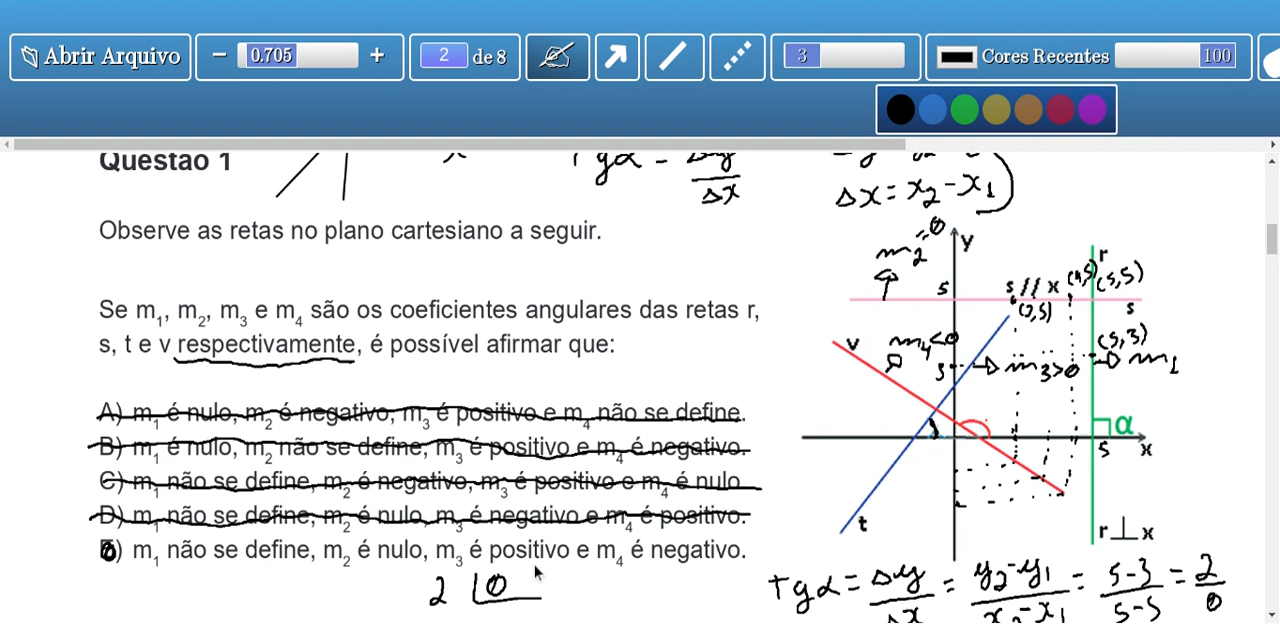 Abrir Arquivo − 0.705 + 2 de 8 3 Cores Recentes 100
Questão 1
tgα = Δy
Δx
Δx = x₂ − x₁
Observe as retas no plano cartesiano a seguir.
Se m₁, m₂, m₃ e m₄ são os coeficientes angulares das retas r,
s, t e v respectivamente, é possível afirmar que:
A) m₁ é nulo, m₂ é negativo, m₃ é positivo e m₄ não se define.
B) m₁ é nulo, m₂ não se define, m₃ é positivo e m₄ é negativo.
C) m₁ não se define, m₂ é negativo, m₃ é positivo e m₄ é nulo.
D) m₁ não se define, m₂ é nulo, m₃ é negativo e m₄ é positivo.
m₁ não se define, m₂ é nulo, m₃ é positivo e m₄ é negativo.
2 0
m₂ = 0
y
r
5
s // x
(5,5)
s
v
m₄<0
3
m₃>0
(5,3)
m₁
α
5
x
t
r⊥x
tgα = Δy/Δx = y₂−y₁/x₂−x₁ = 5−3/5−5 = 2/0